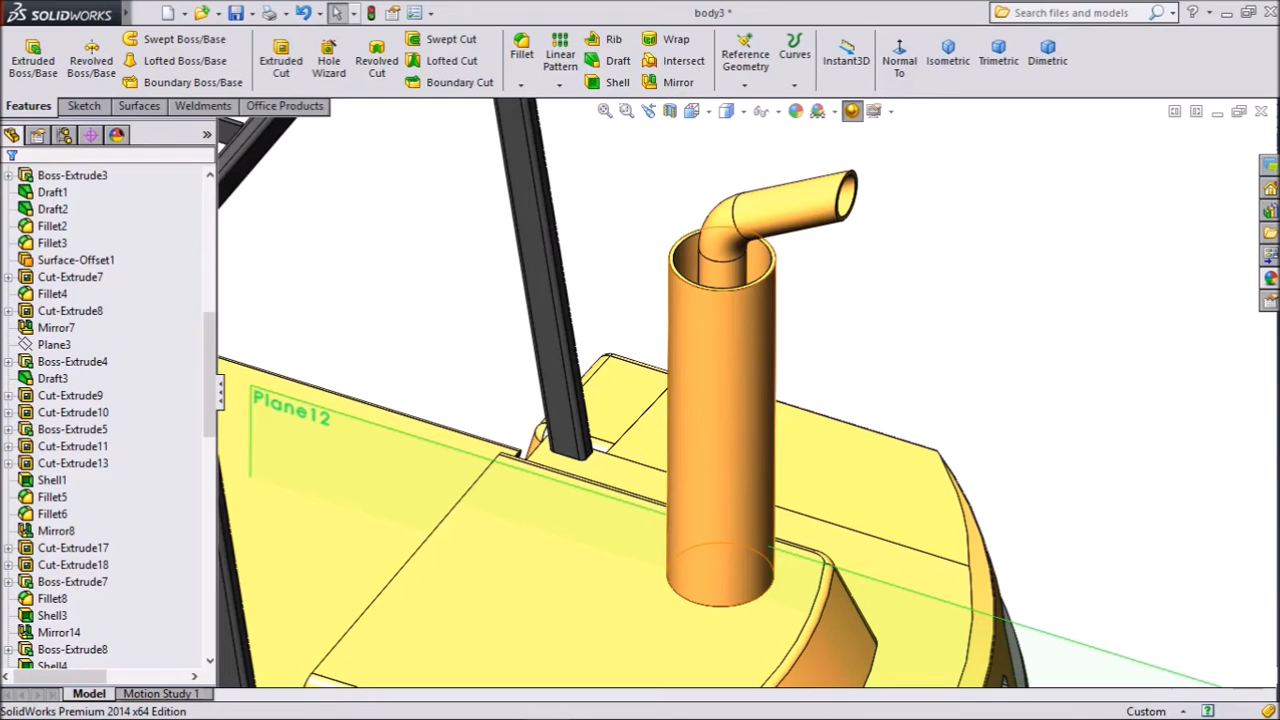 SOLIDWORKS
body3 *
Search files and models
Extruded Boss/Base
Revolved Boss/Base
Swept Boss/Base
Lofted Boss/Base
Boundary Boss/Base
Extruded Cut
Hole Wizard
Revolved Cut
Swept Cut
Lofted Cut
Boundary Cut
Fillet
Linear Pattern
Rib
Draft
Shell
Wrap
Intersect
Mirror
Reference Geometry
Curves
Instant3D
Normal To
Isometric
Trimetric
Dimetric
Features
Sketch
Surfaces
Weldments
Office Products
Boss-Extrude3
Draft1
Draft2
Fillet2
Fillet3
Surface-Offset1
Cut-Extrude7
Fillet4
Cut-Extrude8
Mirror7
Plane3
Boss-Extrude4
Draft3
Cut-Extrude9
Cut-Extrude10
Boss-Extrude5
Cut-Extrude11
Cut-Extrude13
Shell1
Fillet5
Fillet6
Mirror8
Cut-Extrude17
Cut-Extrude18
Boss-Extrude7
Fillet8
Shell3
Mirror14
Boss-Extrude8
Shell4
Plane12
Model
Motion Study 1
SolidWorks Premium 2014 x64 Edition
Custom